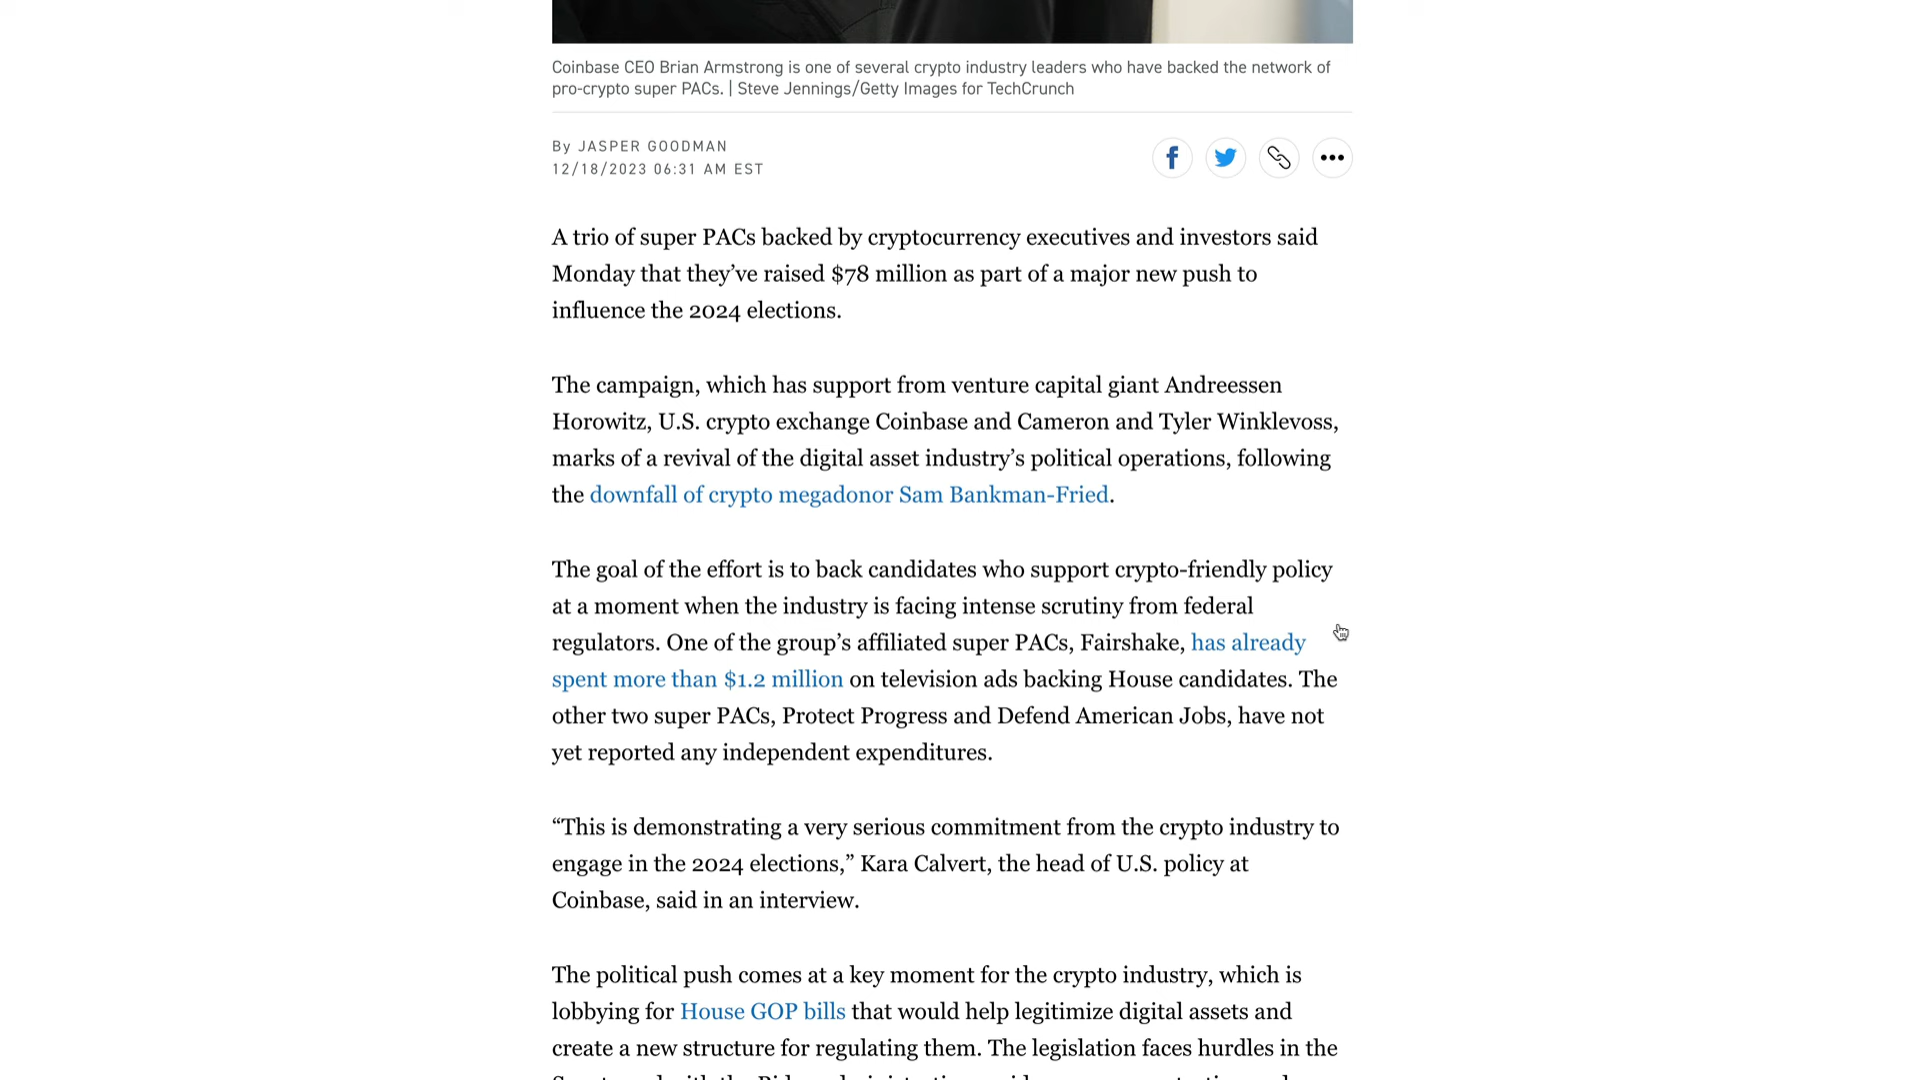 Coinbase CEO Brian Armstrong is one of several crypto industry leaders who have backed the network of
pro-crypto super PACs. | Steve Jennings/Getty Images for TechCrunch
By JASPER GOODMAN
12/18/2023 06:31 AM EST
A trio of super PACs backed by cryptocurrency executives and investors said
Monday that they’ve raised $78 million as part of a major new push to
influence the 2024 elections.
The campaign, which has support from venture capital giant Andreessen
Horowitz, U.S. crypto exchange Coinbase and Cameron and Tyler Winklevoss,
marks of a revival of the digital asset industry’s political operations, following
the downfall of crypto megadonor Sam Bankman-Fried.
The goal of the effort is to back candidates who support crypto-friendly policy
at a moment when the industry is facing intense scrutiny from federal
regulators. One of the group’s affiliated super PACs, Fairshake, has already
spent more than $1.2 million on television ads backing House candidates. The
other two super PACs, Protect Progress and Defend American Jobs, have not
yet reported any independent expenditures.
“This is demonstrating a very serious commitment from the crypto industry to
engage in the 2024 elections,” Kara Calvert, the head of U.S. policy at
Coinbase, said in an interview.
The political push comes at a key moment for the crypto industry, which is
lobbying for House GOP bills that would help legitimize digital assets and
create a new structure for regulating them. The legislation faces hurdles in the